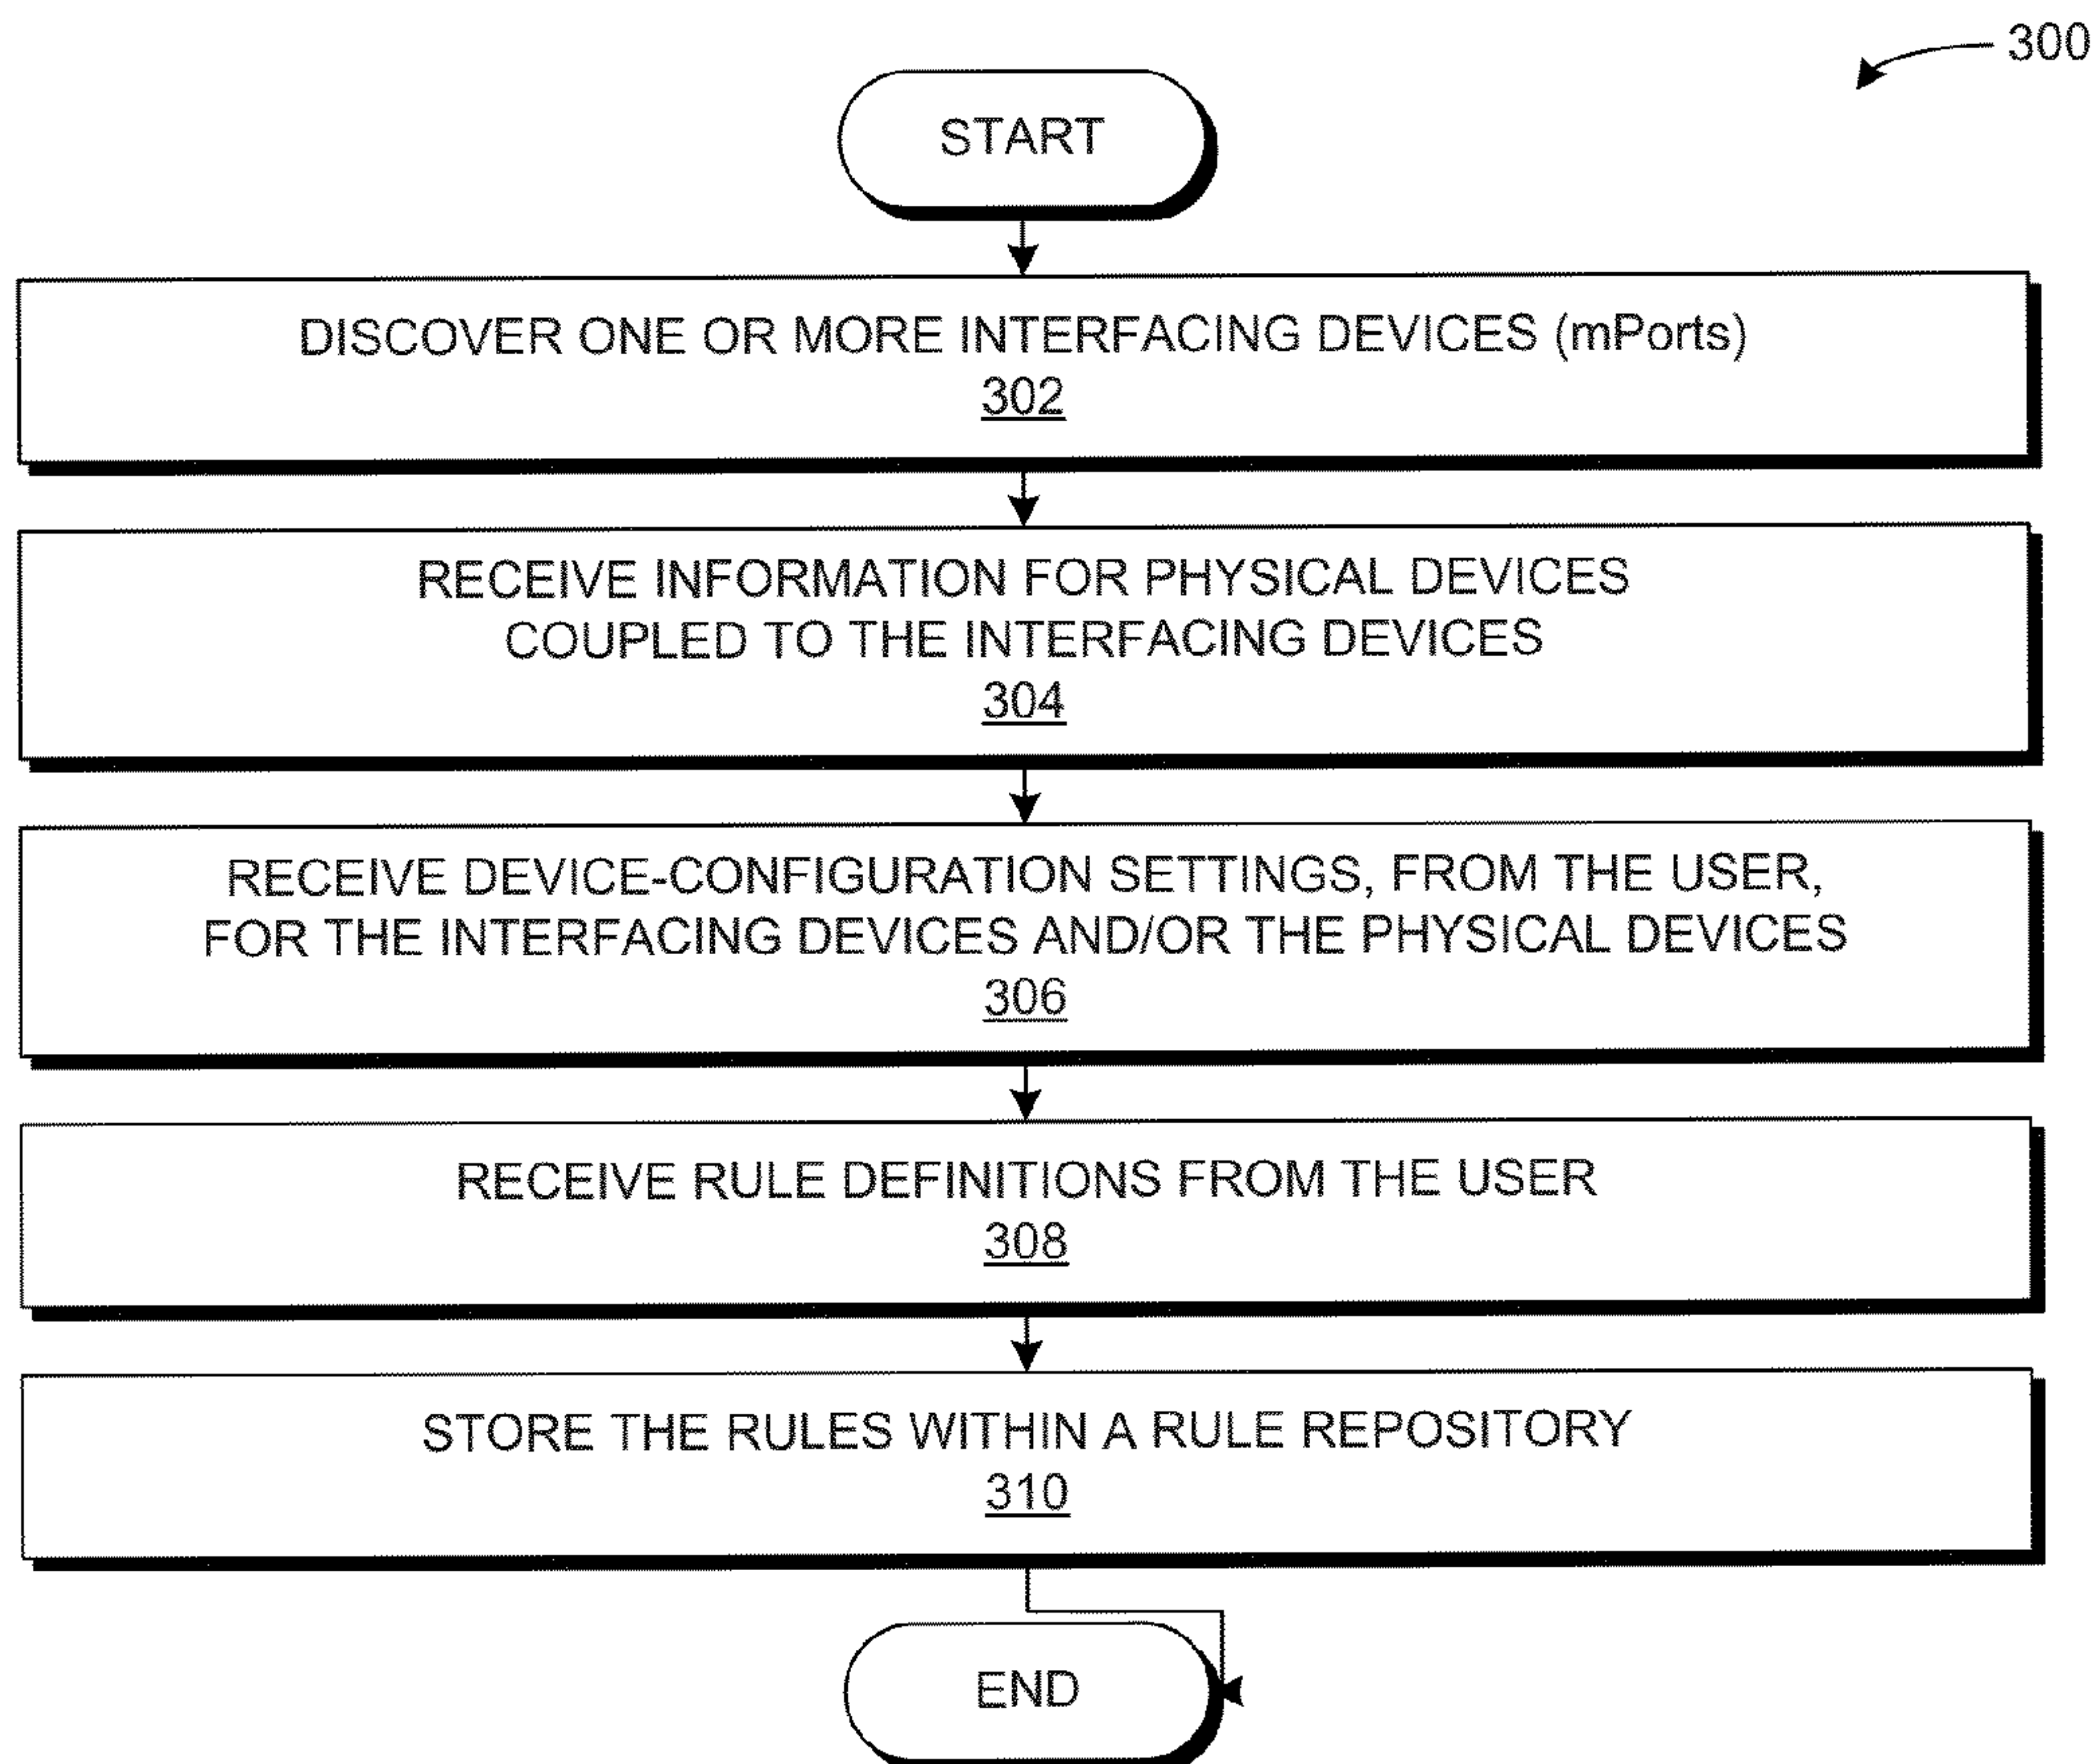 300
START
DISCOVER ONE OR MORE INTERFACING DEVICES (mPorts)
302
RECEIVE INFORMATION FOR PHYSICAL DEVICES
COUPLED TO THE INTERFACING DEVICES
304
RECEIVE DEVICE-CONFIGURATION SETTINGS, FROM THE USER,
FOR THE INTERFACING DEVICES AND/OR THE PHYSICAL DEVICES
306
RECEIVE RULE DEFINITIONS FROM THE USER
308
STORE THE RULES WITHIN A RULE REPOSITORY
310
END